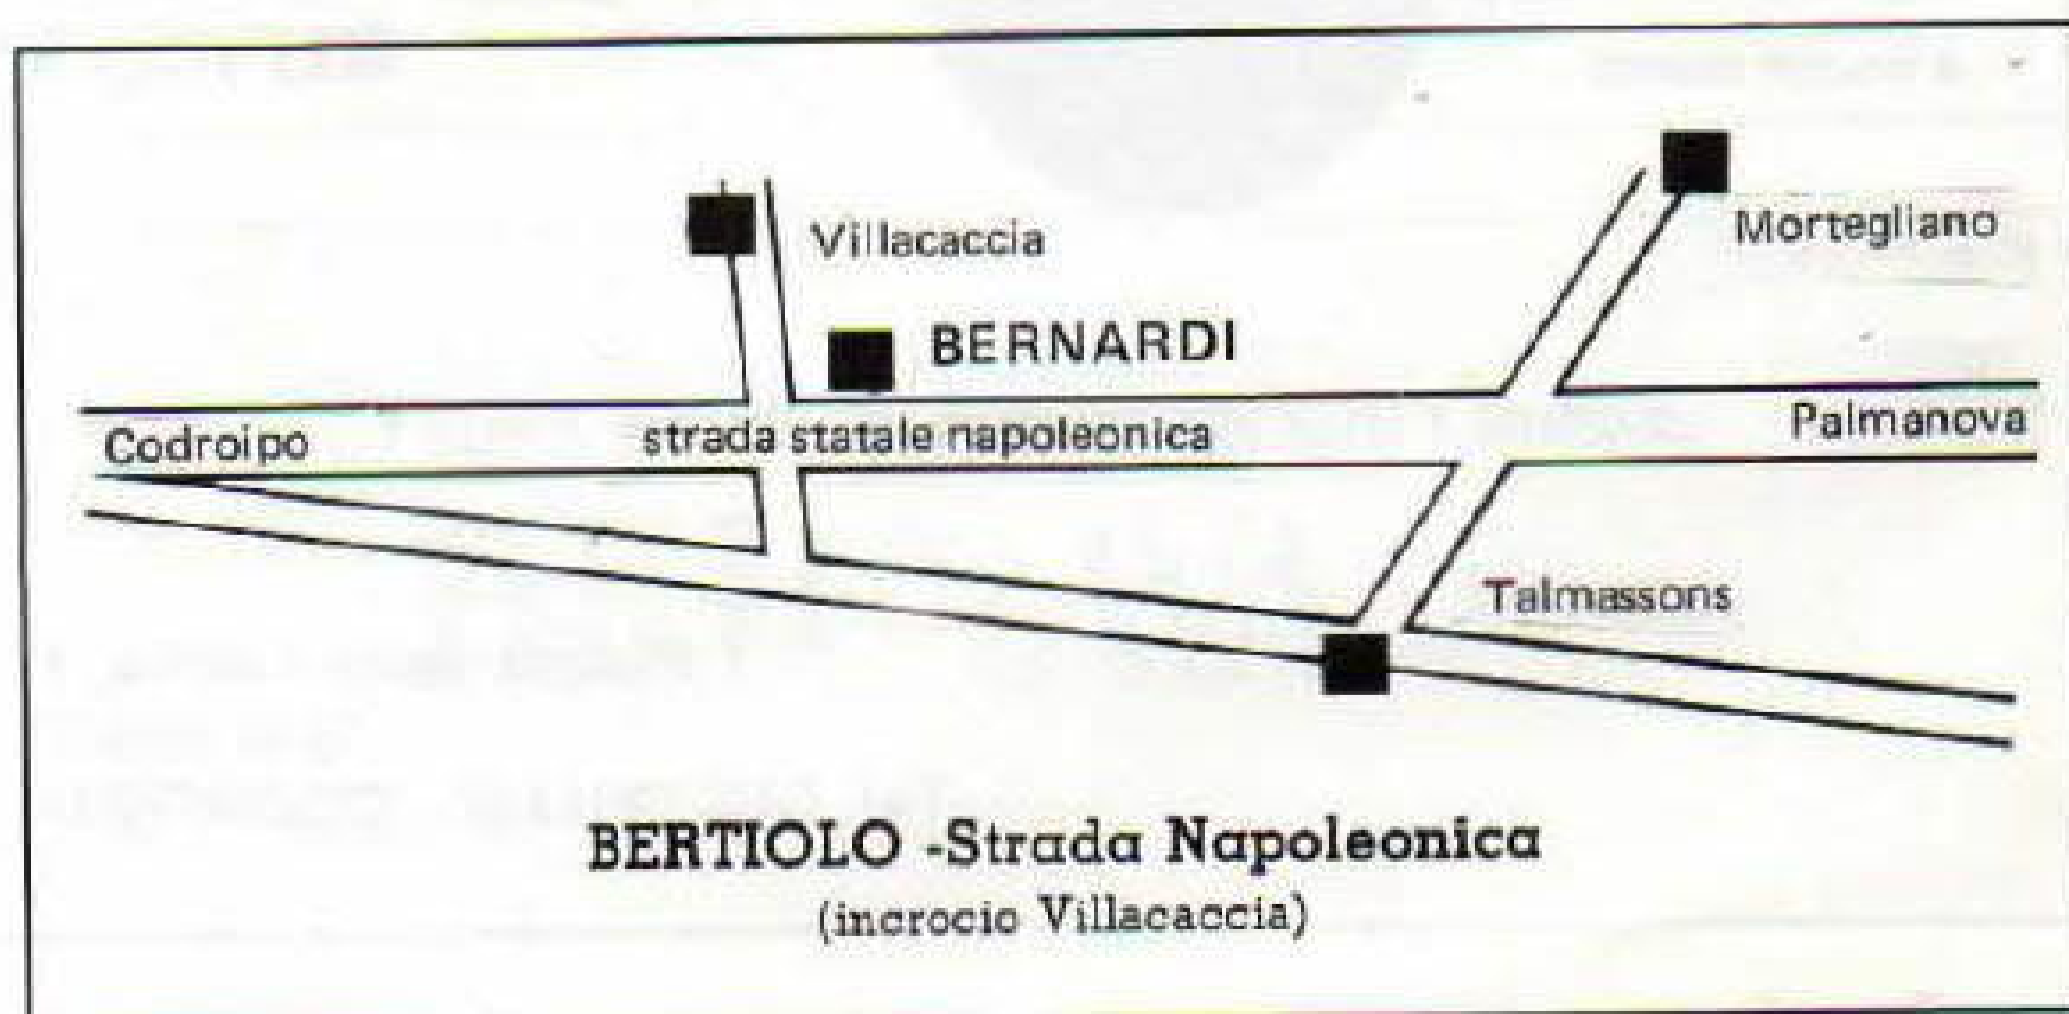 Villacaccia
Mortegliano
BERNARDI
Codroipo
strada statale napoleonica
Palmanova
Talmassons
BERTIOLO -Strada Napoleonica
(incrocio Villacaccia)